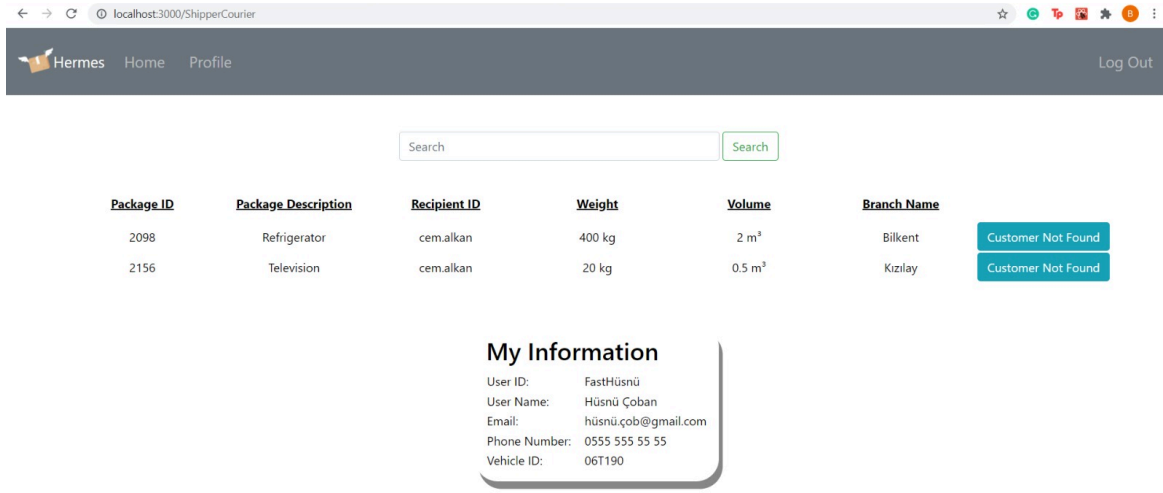 localhost:3000/ShipperCourier
Hermes Home Profile Log Out
Search Search
Package ID Package Description Recipient ID Weight Volume Branch Name
2098 Refrigerator cem.alkan 400 kg 2 m³ Bilkent Customer Not Found
2156 Television cem.alkan 20 kg 0.5 m³ Kızılay Customer Not Found
My Information
User ID: FastHüsnü
User Name: Hüsnü Çoban
Email: hüsnü.çob@gmail.com
Phone Number: 0555 555 55 55
Vehicle ID: 06T190